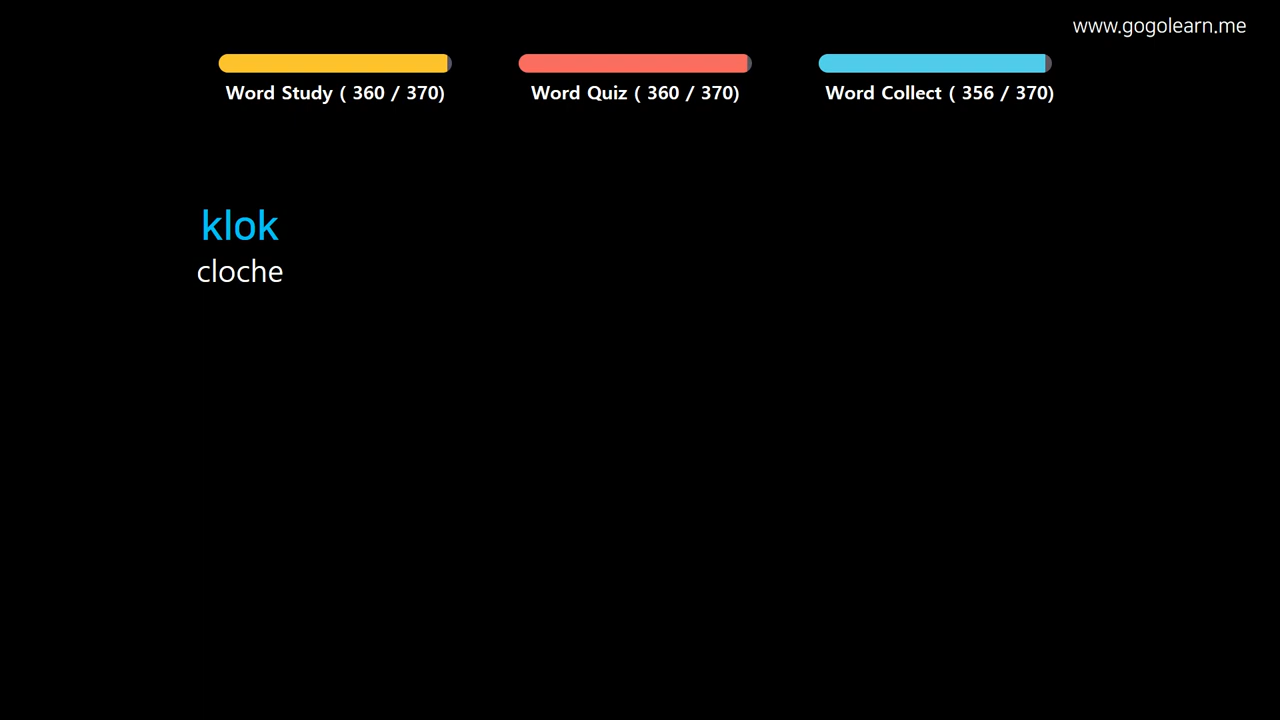 www.gogolearn.me
Word Study ( 360 / 370)
Word Quiz ( 360 / 370)
Word Collect ( 356 / 370)
klok
cloche